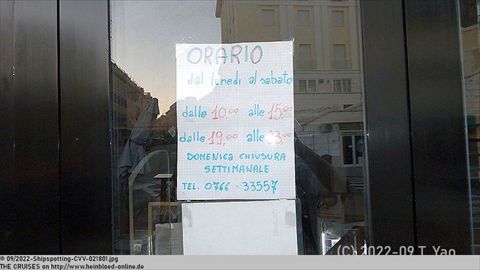 ORARIO
dal lunedì al sabato
dalle 10,00 alle 15,00
dalle 19,00 alle 23,00
DOMENICA CHIUSURA
SETTIMANALE
TEL. 0766-33557
(C) 2022-09 T. Yao
© 09/2022-Shipspotting-CVV-021801.jpg
THE CRUISES on http://www.heinbloed-online.de